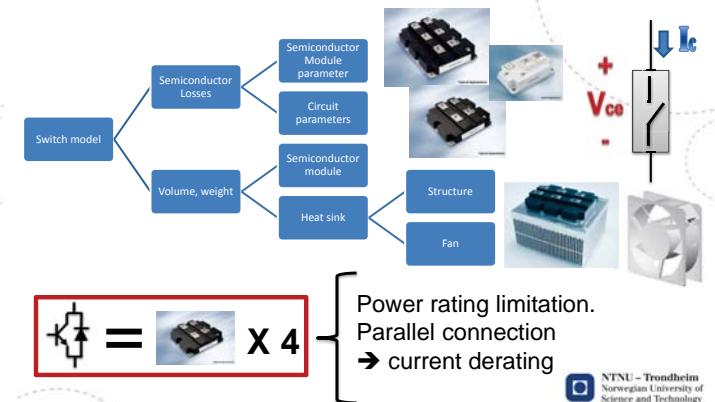 Semiconductor
Module
parameter
Semiconductor
Losses
Circuit
parameters
Switch model
Semiconductor
module
Volume, weight
Structure
Heat sink
Fan
Ic
+
Vce
-
= X 4
Power rating limitation.
Parallel connection
➔ current derating
NTNU – Trondheim
Norwegian University of
Science and Technology